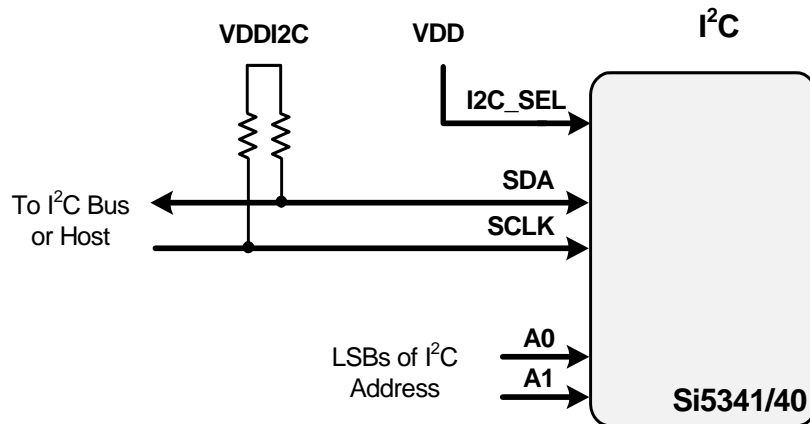 I²C
VDDI2C
VDD
I2C_SEL
SDA
To I²C Bus
or Host
SCLK
A0
LSBs of I²C
Address
A1
Si5341/40